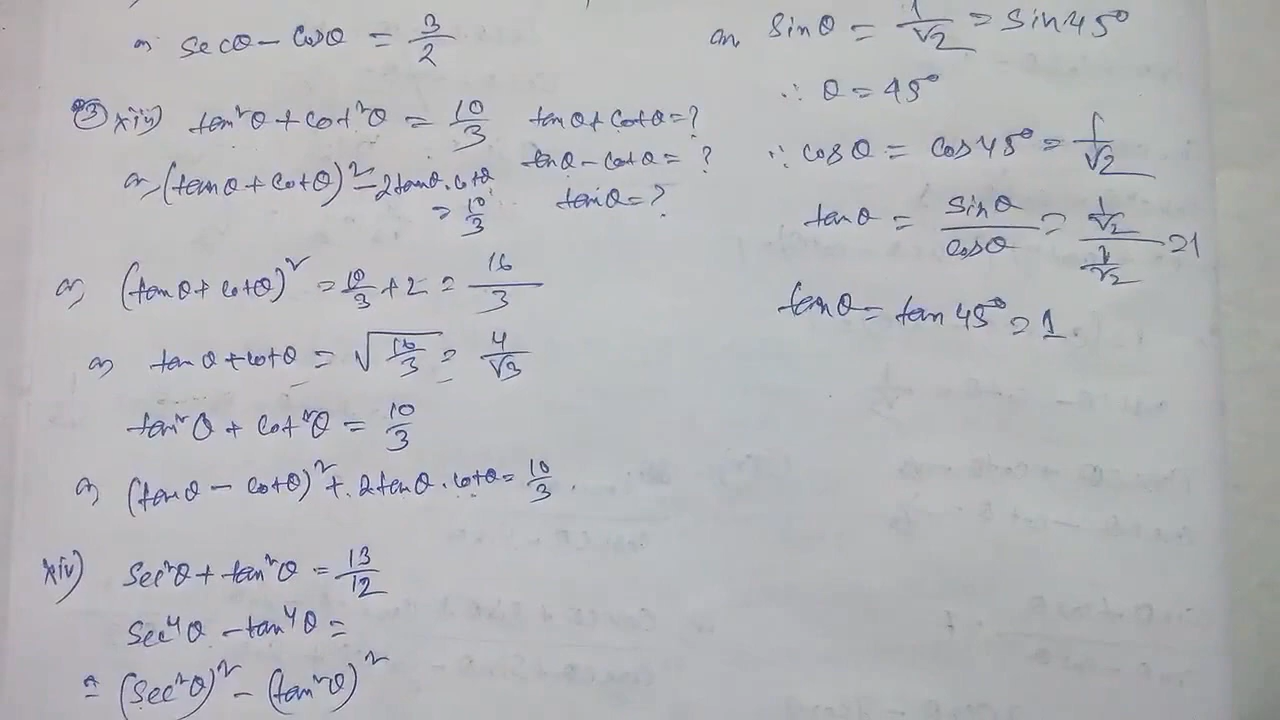 or, secθ - cosθ = 3/2
③ xiii) tan²θ + cot²θ = 10/3 tanθ + cotθ = ?
or, (tanθ + cotθ)² - 2tanθ.cotθ tanθ - cotθ = ?
= 10/3 tanθ = ?
or, (tanθ + cotθ)² = 10/3 + 2 = 16/3
or, tanθ + cotθ = √16/3 = 4/√3
tan²θ + cot²θ = 10/3
or, (tanθ - cotθ)² + 2tanθ.cotθ = 10/3.
xiv) Sec²θ + tan²θ = 13/12
Sec⁴θ - tan⁴θ =
= (Sec²θ)² - (tan²θ)²
or, Sinθ = 1/√2 = Sin45°
∴ θ = 45°
∴ cosθ = cos45° = 1/√2
tanθ = sinθ/cosθ = (1/√2)/(1/√2) = 1
tanθ = tan45° = 1.